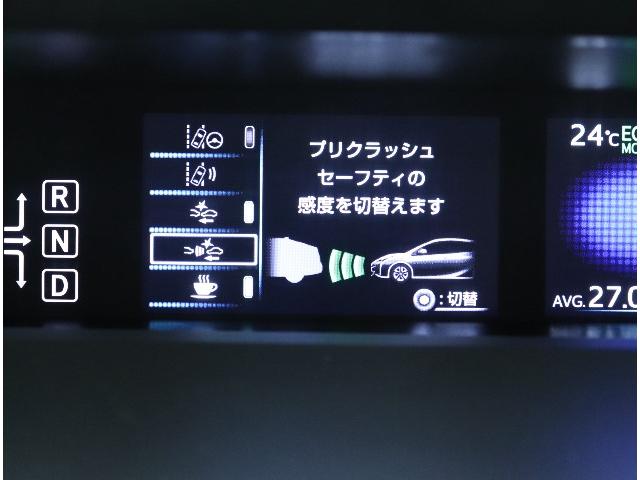 プリクラッシュ
セーフティの
感度を切替えます
:切替
R
N
D
24℃
AVG. 27.0